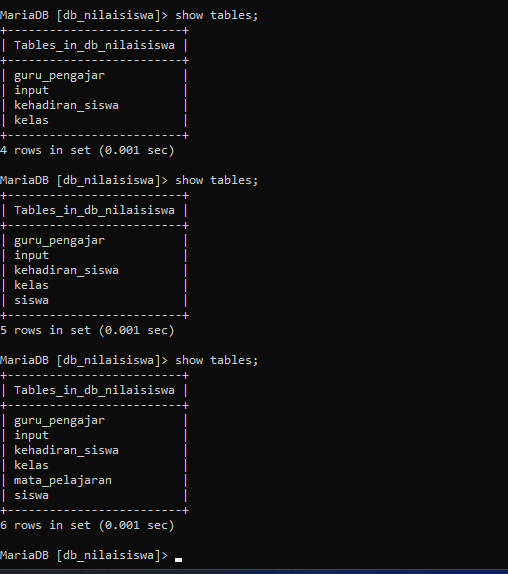 MariaDB [db_nilaisiswa]> show tables;
+-------------------------+
| Tables_in_db_nilaisiswa |
+-------------------------+
| guru_pengajar           |
| input                   |
| kehadiran_siswa         |
| kelas                   |
+-------------------------+
4 rows in set (0.001 sec)
MariaDB [db_nilaisiswa]> show tables;
+-------------------------+
| Tables_in_db_nilaisiswa |
+-------------------------+
| guru_pengajar           |
| input                   |
| kehadiran_siswa         |
| kelas                   |
| siswa                   |
+-------------------------+
5 rows in set (0.001 sec)
MariaDB [db_nilaisiswa]> show tables;
+-------------------------+
| Tables_in_db_nilaisiswa |
+-------------------------+
| guru_pengajar           |
| input                   |
| kehadiran_siswa         |
| kelas                   |
| mata_pelajaran          |
| siswa                   |
+-------------------------+
6 rows in set (0.001 sec)
MariaDB [db_nilaisiswa]>